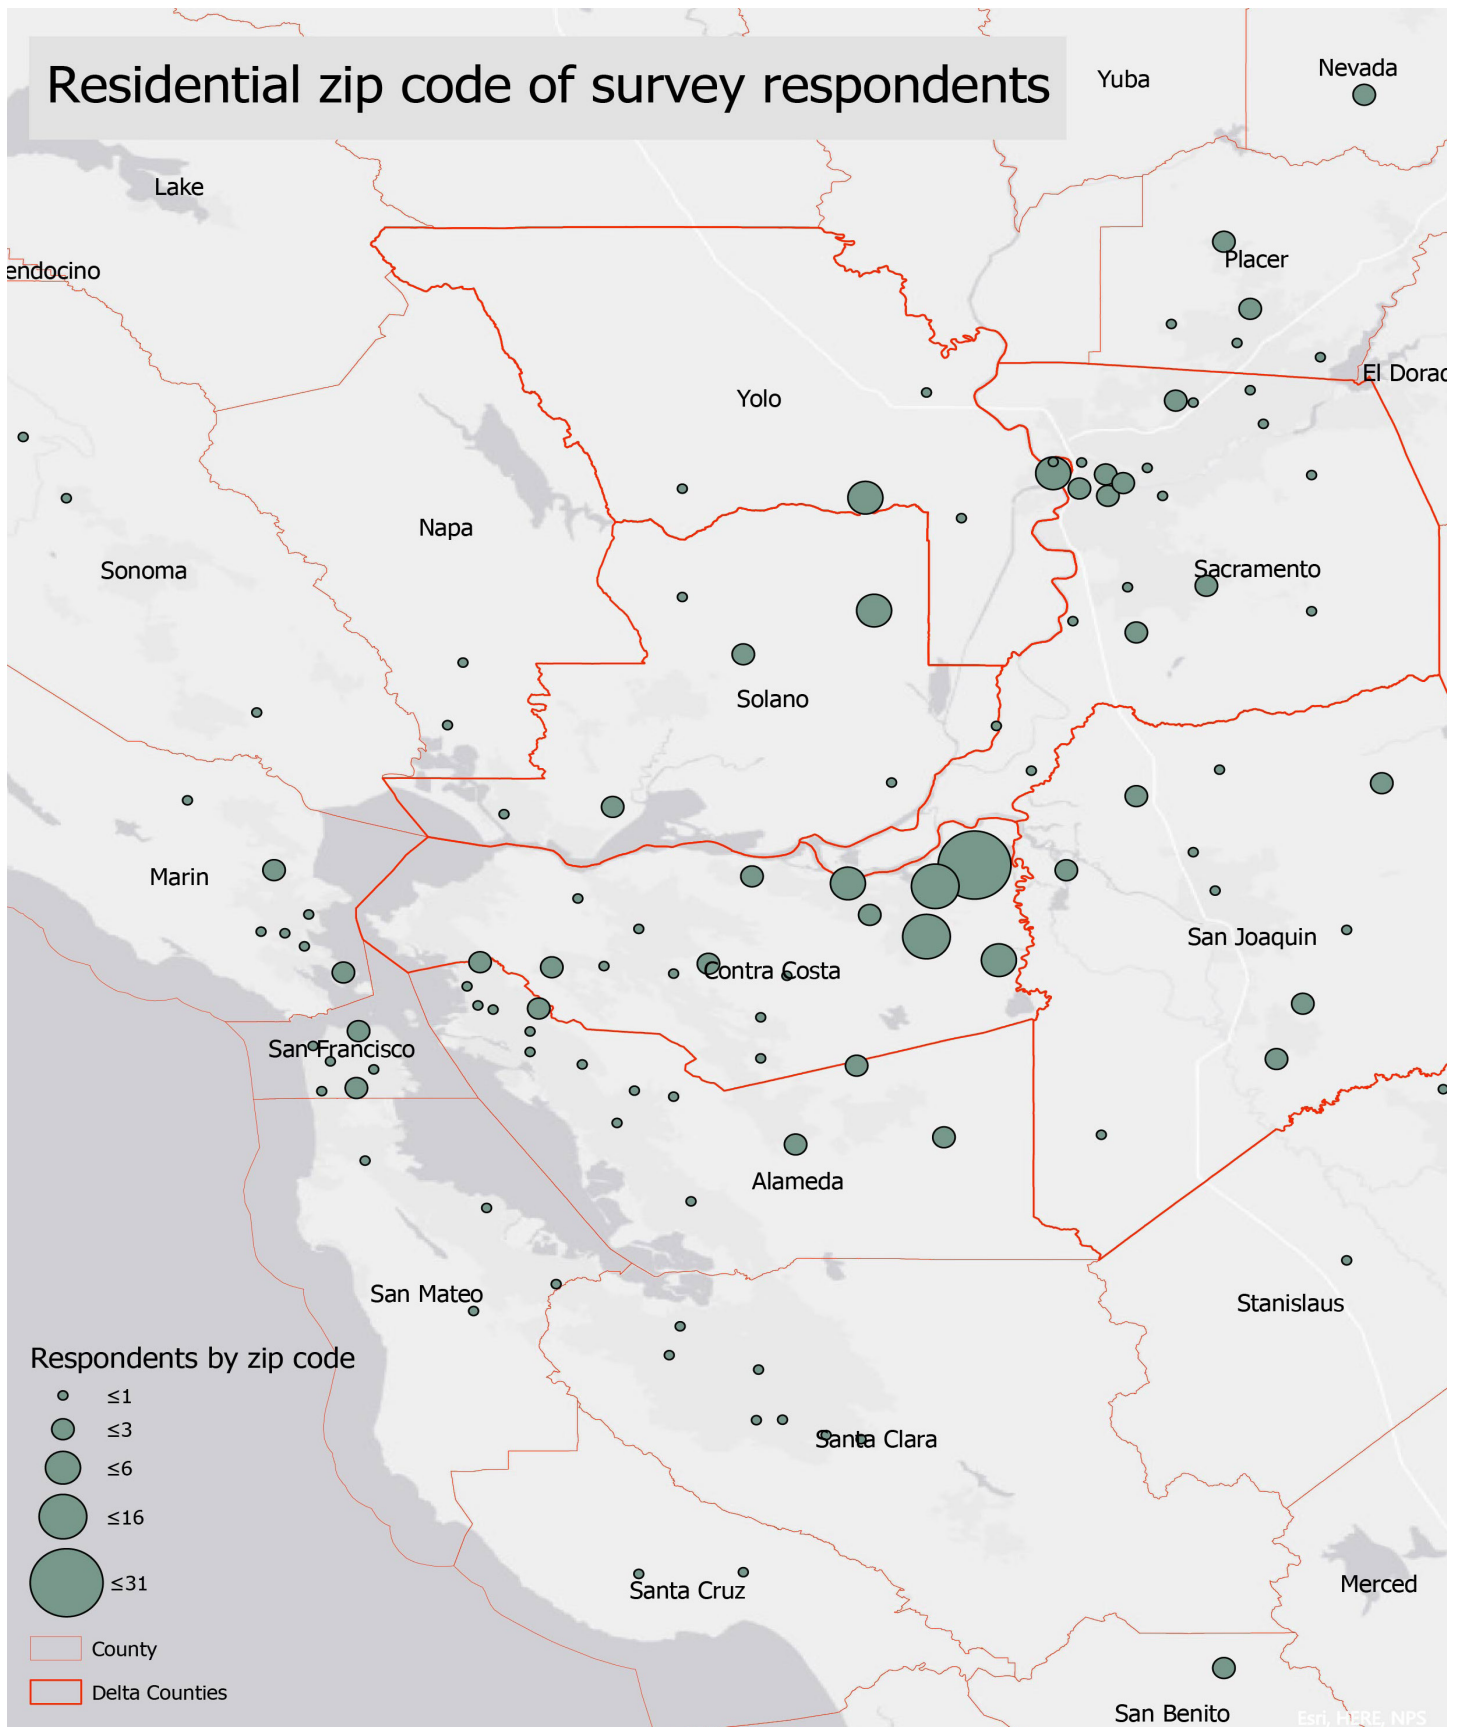 Residential zip code of survey respondents
Yuba
Nevada
Lake
Placer
endocino
El Dorad
Yolo
Napa
Sonoma
Sacramento
Solano
Marin
San Joaquin
Contra Costa
San Francisco
Alameda
San Mateo
Stanislaus
Respondents by zip code
≤1
≤3
≤6
≤16
≤31
County
Delta Counties
Santa Clara
Santa Cruz
Merced
San Benito
Esri, HERE, NPS